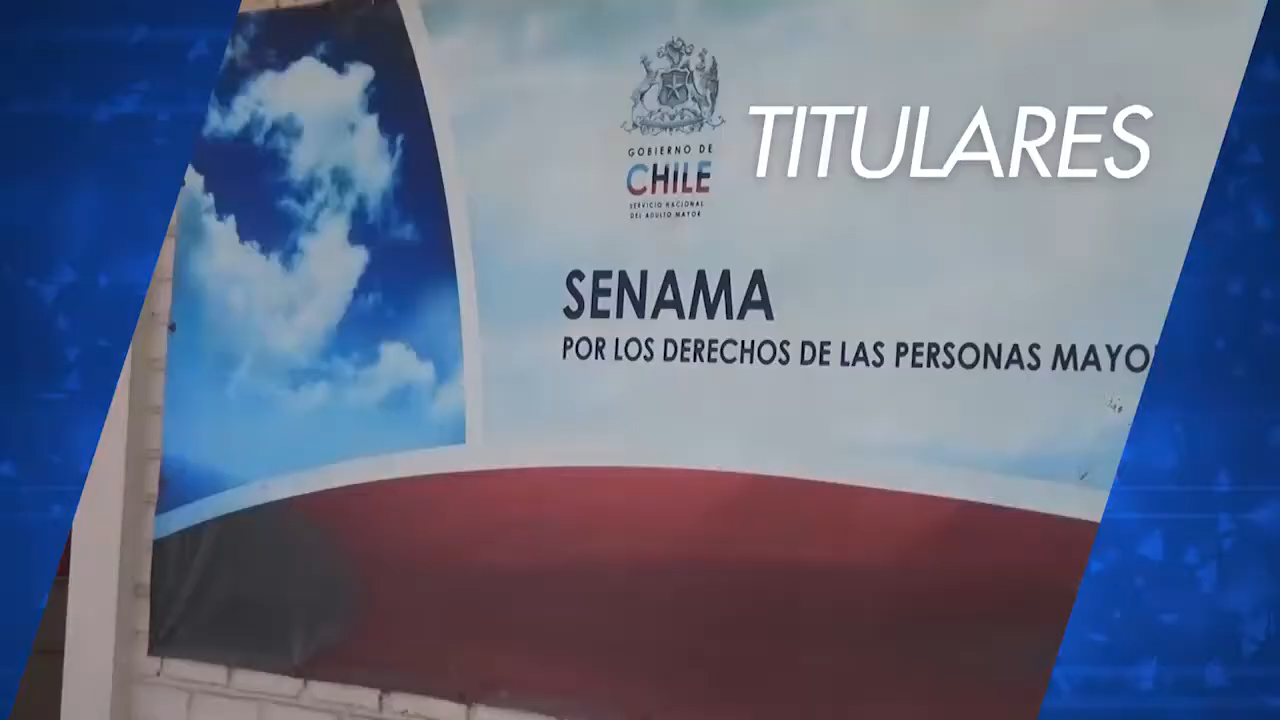 TITULARES
GOBIERNO DE
CHILE
SERVICIO NACIONAL
DEL ADULTO MAYOR
SENAMA
POR LOS DERECHOS DE LAS PERSONAS MAYO